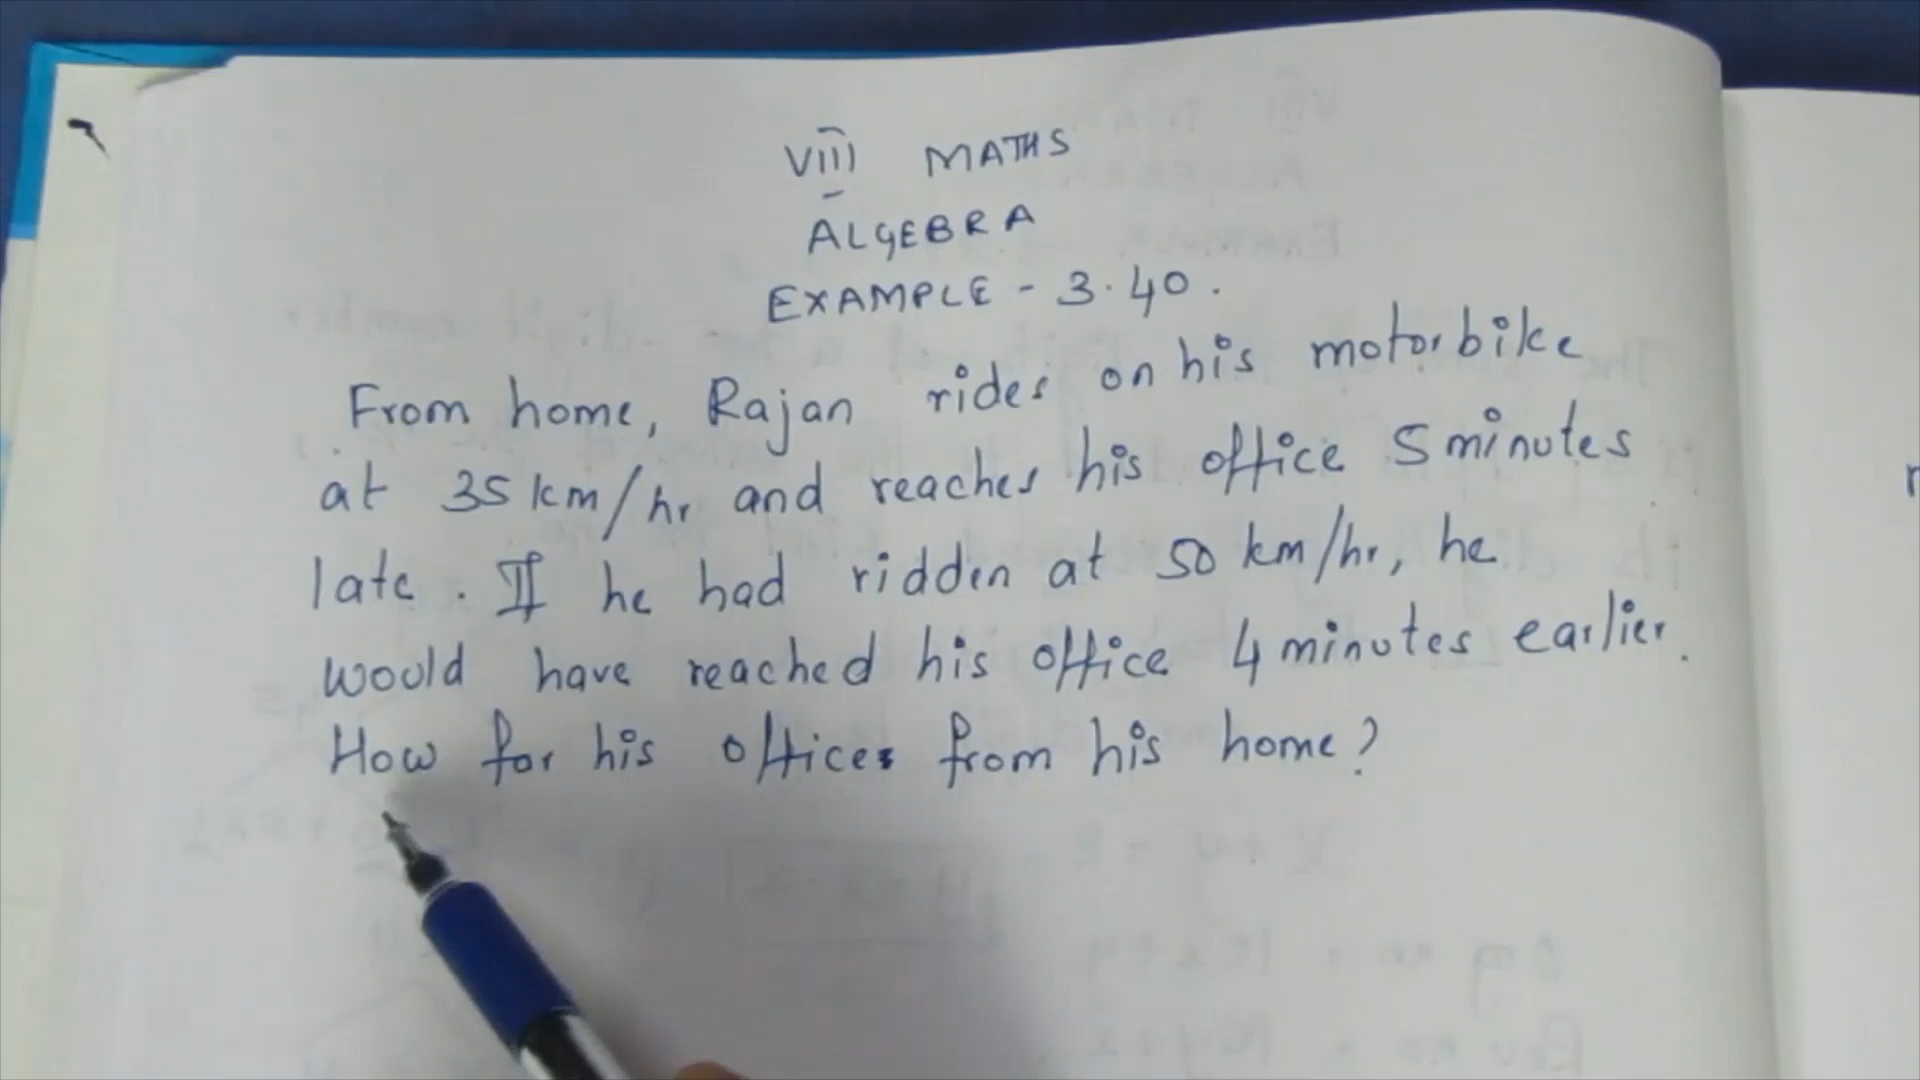 VIII MATHS
ALGEBRA
EXAMPLE - 3.40.
From home, Rajan rides on his motorbike
at 35 km/hr and reaches his office 5 minutes
late. If he had ridden at 50 km/hr, he
would have reached his office 4 minutes earlier.
How far his office from his home?